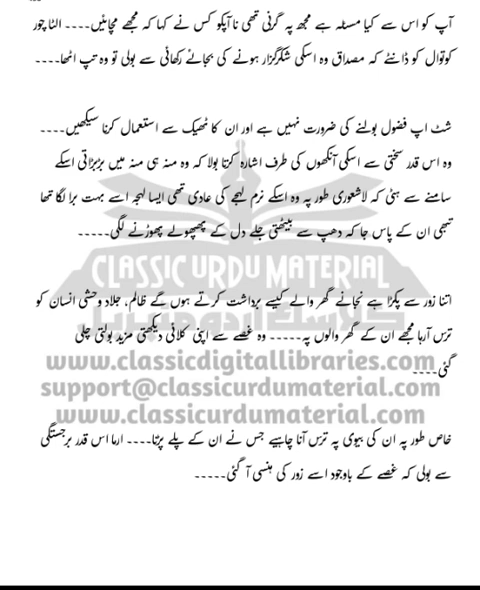 آپ کو اس سے کیا مسئلہ ہے مجھ پہ گرنی تھی نا آپکو کس نے کہا کہ مجھے بچائیں۔۔۔۔ الٹا چور
کوتوال کو ڈانٹے کہ مصداق وہ اسکی شکرگزار ہونے کی بجائے رکھائی سے بولی تو وہ تپ اٹھا۔۔۔۔
شٹ اپ فضول بولنے کی ضرورت نہیں ہے اور ان کا ٹھیک سے استعمال کرنا سیکھیں۔۔۔۔
وہ اس قدر سختی سے اسکی آنکھوں کی طرف اشارہ کرتا بولا کہ وہ منہ ہی منہ میں بڑبڑاتی اسکے
سامنے سے ہٹی کہ لاشعوری طور پہ وہ اسکے نرم لہجے کی عادی تھی ایسا لہجہ اسے بہت برا لگا تھا
تبھی ان کے پاس جا کہ دھپ سے بیٹھتی جلے دل کے پھپھولے پھوڑنے لگی۔۔۔۔۔
CLASSIC URDU MATERIAL
اتنا زور سے پکڑا ہے نجانے گھر والے کیسے برداشت کرتے ہوں گے ظالم، جلاد وحشی انسان کو
ترس آرہا مجھے ان کے گھر والوں پہ۔۔۔۔۔ وہ غصے سے اپنی کلائی دیکھتی مزید بولتی چلی
گئی۔۔۔۔
www.classicdigitallibraries.com
support@classicurdumaterial.com
www.classicurdumaterial.com
خاص طور پہ ان کی بیوی پہ ترس آنا چاہیے جس نے ان کے پلے پڑنا۔۔۔۔ ارما اس قدر برجستگی
سے بولی کہ غصے کے باوجود اسے زور کی ہنسی آ گئی۔۔۔۔۔